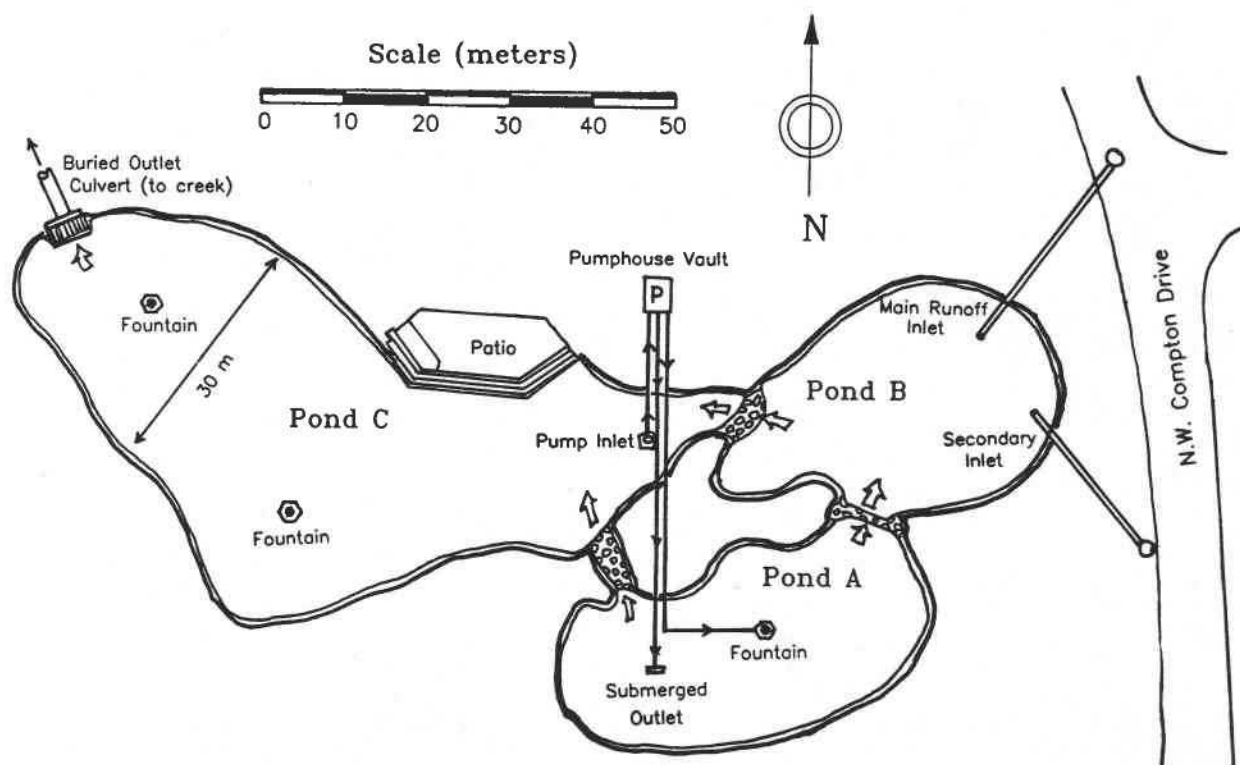 Scale (meters)
0 10 20 30 40 50
Buried Outlet
Culvert (to creek)
N
Pumphouse Vault
P
Main Runoff
Inlet
N.W. Compton Drive
Fountain
Patio
30 m
Pond C
Pond B
Pump Inlet
Secondary
Inlet
Fountain
Pond A
Fountain
Submerged
Outlet